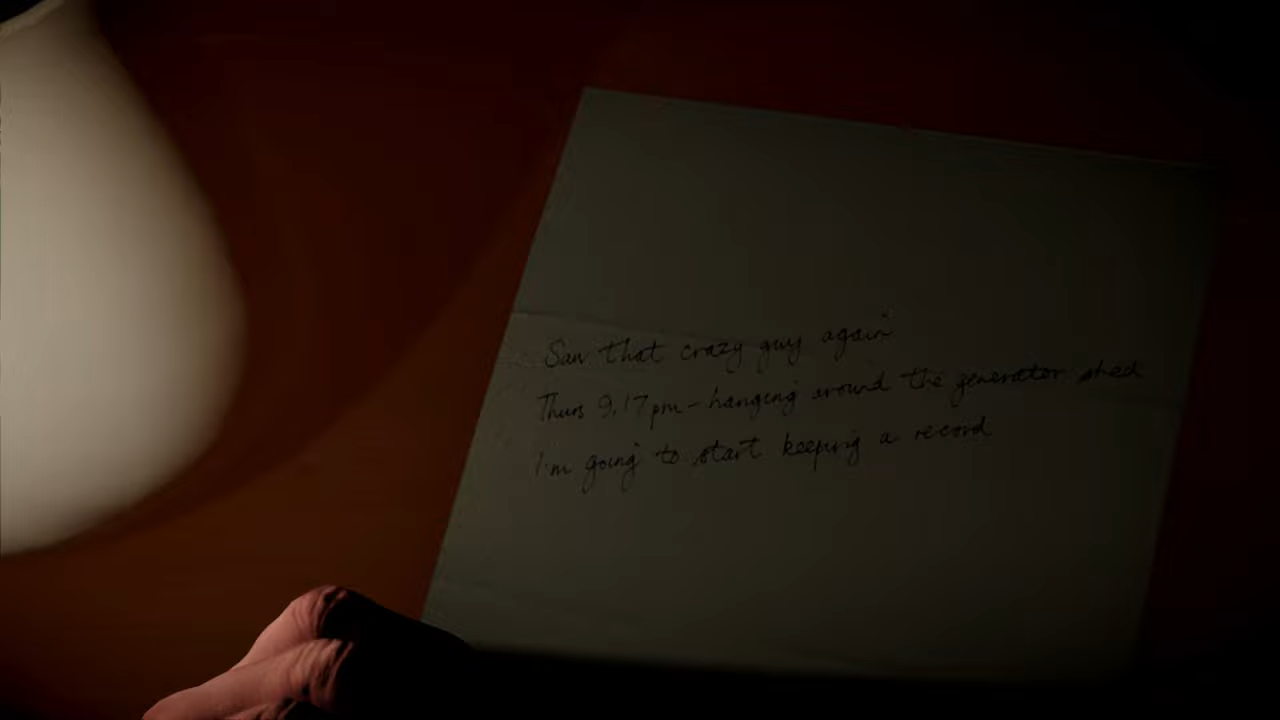 Saw that crazy guy again
Thurs 9.17pm - hanging around the generator shed
I'm going to start keeping a record